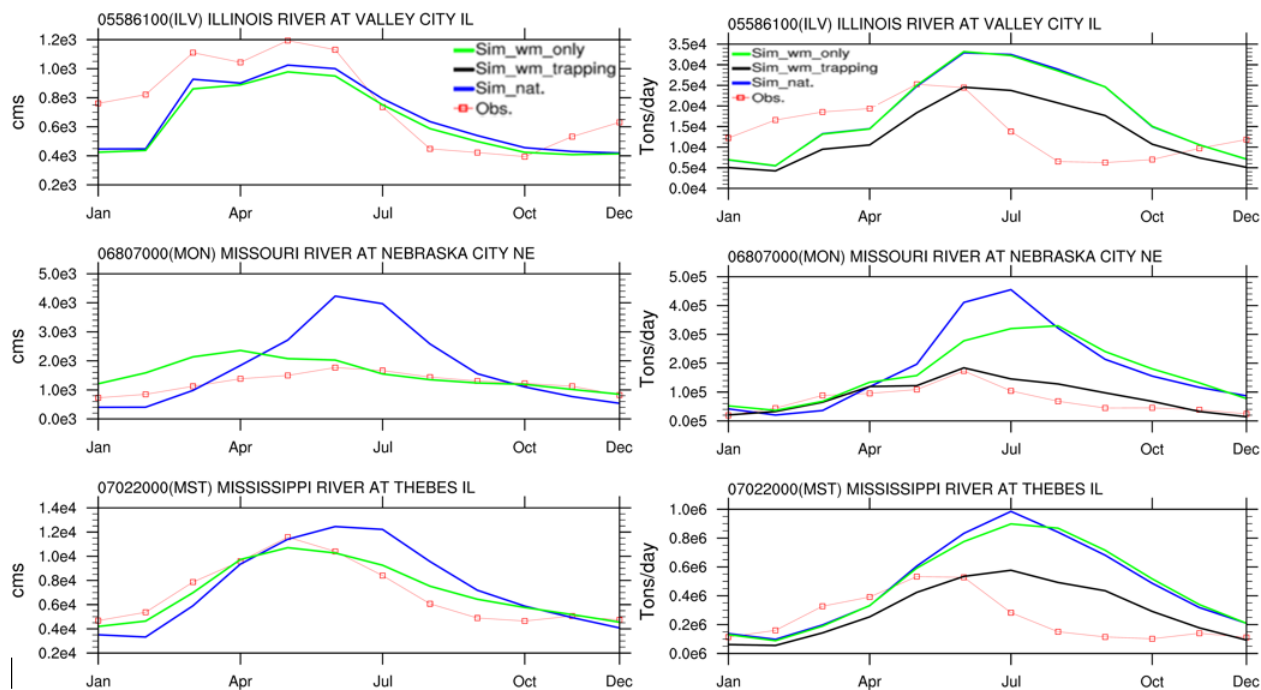 05586100(ILV) ILLINOIS RIVER AT VALLEY CITY IL
1.2e3
1.0e3
0.8e3
0.6e3
0.4e3
0.2e3
cms
Sim_wm_only
Sim_wm_trapping
Sim_nat.
Obs.
Jan
Apr
Jul
Oct
Dec
05586100(ILV) ILLINOIS RIVER AT VALLEY CITY IL
3.5e4
3.0e4
2.5e4
2.0e4
1.5e4
1.0e4
0.5e4
0.0e4
Tons/day
Sim_wm_only
Sim_wm_trapping
Sim_nat.
Obs.
Jan
Apr
Jul
Oct
Dec
06807000(MON) MISSOURI RIVER AT NEBRASKA CITY NE
5.0e3
4.0e3
3.0e3
2.0e3
1.0e3
0.0e3
cms
Jan
Apr
Jul
Oct
Dec
06807000(MON) MISSOURI RIVER AT NEBRASKA CITY NE
5.0e5
4.0e5
3.0e5
2.0e5
1.0e5
0.0e5
Tons/day
Jan
Apr
Jul
Oct
Dec
07022000(MST) MISSISSIPPI RIVER AT THEBES IL
1.4e4
1.2e4
1.0e4
0.8e4
0.6e4
0.4e4
0.2e4
cms
Jan
Apr
Jul
Oct
Dec
07022000(MST) MISSISSIPPI RIVER AT THEBES IL
1.0e6
0.8e6
0.6e6
0.4e6
0.2e6
0.0e6
Tons/day
Jan
Apr
Jul
Oct
Dec